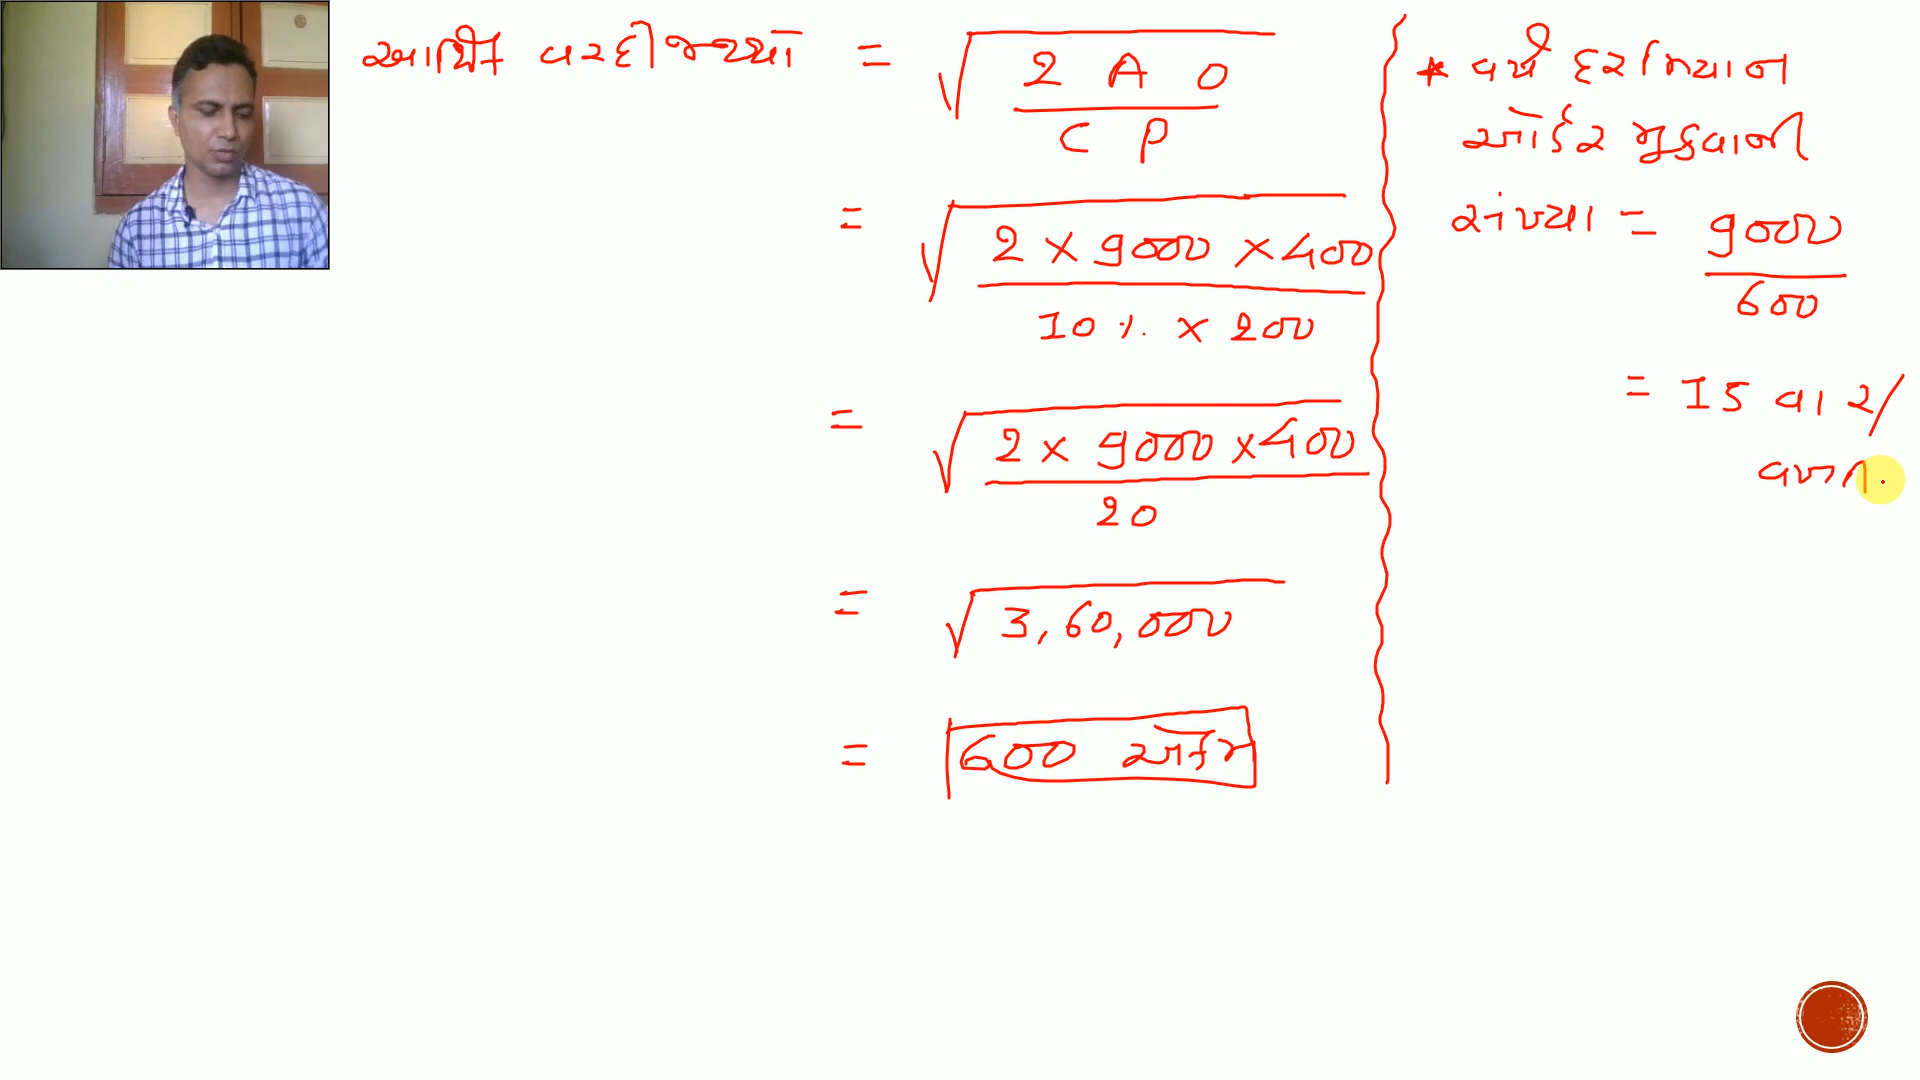 આર્થિક વરદી જથ્થો = √ 2 A O
C P
= √ 2 × 9000 × 400
10 % × 200
= √ 2 × 9000 × 400
20
= √ 3,60,000
= 600
* વર્ષ દરમિયાન
ઓર્ડર મુકવાની
સંખ્યા = 9000
600
= 15 વાર/
વખત